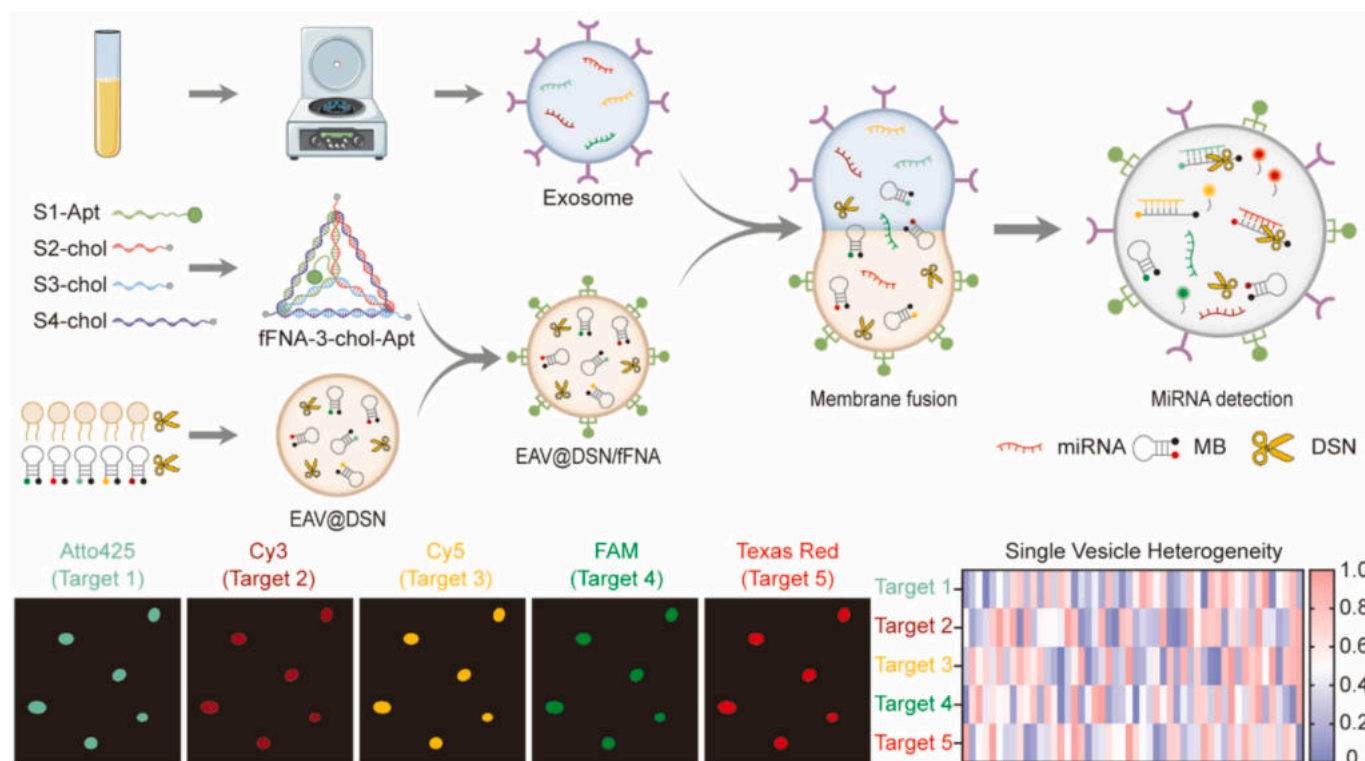 Exosome
S1-Apt
S2-chol
S3-chol
S4-chol
fFNA-3-chol-Apt
EAV@DSN
EAV@DSN/fFNA
Membrane fusion
MiRNA detection
miRNA
MB
DSN
Atto425
(Target 1)
Cy3
(Target 2)
Cy5
(Target 3)
FAM
(Target 4)
Texas Red
(Target 5)
Single Vesicle Heterogeneity
Target 1
Target 2
Target 3
Target 4
Target 5
1.0
0.8
0.6
0.4
0.2
0